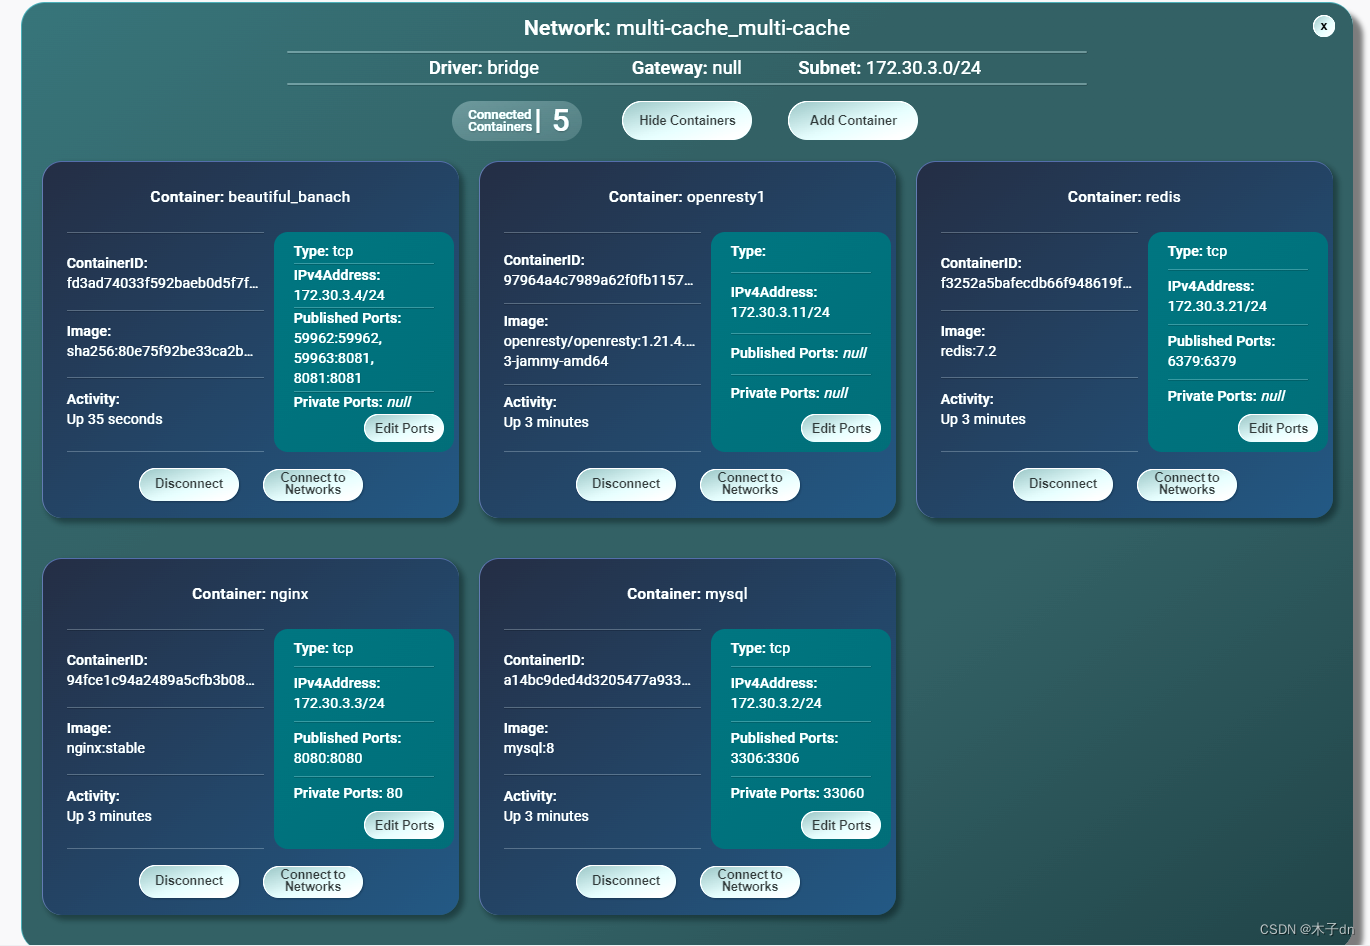 Network: multi-cache_multi-cache
x
Driver: bridge Gateway: null Subnet: 172.30.3.0/24
Connected
Containers
5
Hide Containers
Add Container
Container: beautiful_banach
ContainerID:
fd3ad74033f592baeb0d5f7f...
Image:
sha256:80e75f92be33ca2b...
Activity:
Up 35 seconds
Type: tcp
IPv4Address:
172.30.3.4/24
Published Ports:
59962:59962,
59963:8081,
8081:8081
Private Ports: null
Edit Ports
Disconnect
Connect to
Networks
Container: openresty1
ContainerID:
97964a4c7989a62f0fb1157...
Image:
openresty/openresty:1.21.4....
3-jammy-amd64
Activity:
Up 3 minutes
Type:
IPv4Address:
172.30.3.11/24
Published Ports: null
Private Ports: null
Edit Ports
Disconnect
Connect to
Networks
Container: redis
ContainerID:
f3252a5bafecdb66f948619f...
Image:
redis:7.2
Activity:
Up 3 minutes
Type: tcp
IPv4Address:
172.30.3.21/24
Published Ports:
6379:6379
Private Ports: null
Edit Ports
Disconnect
Connect to
Networks
Container: nginx
ContainerID:
94fce1c94a2489a5cfb3b08...
Image:
nginx:stable
Activity:
Up 3 minutes
Type: tcp
IPv4Address:
172.30.3.3/24
Published Ports:
8080:8080
Private Ports: 80
Edit Ports
Disconnect
Connect to
Networks
Container: mysql
ContainerID:
a14bc9ded4d3205477a933...
Image:
mysql:8
Activity:
Up 3 minutes
Type: tcp
IPv4Address:
172.30.3.2/24
Published Ports:
3306:3306
Private Ports: 33060
Edit Ports
Disconnect
Connect to
Networks
CSDN @木子dn